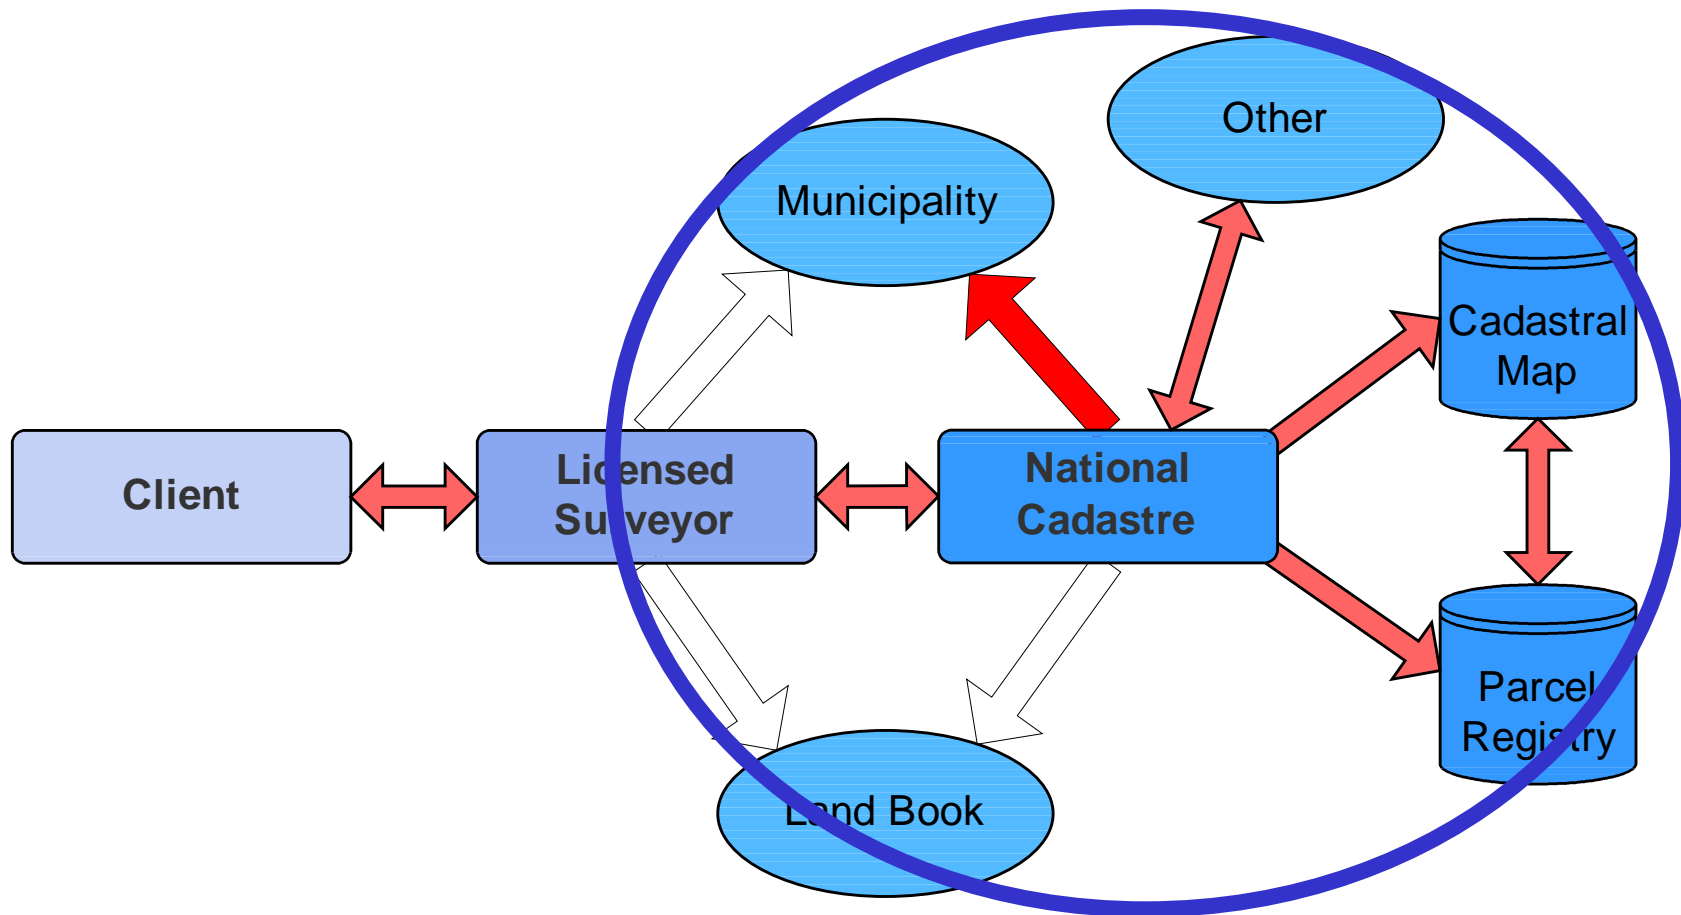 Other
Municipality
Cadastral
Map
Client
Licensed
Surveyor
National
Cadastre
Parcel
Registry
Land Book